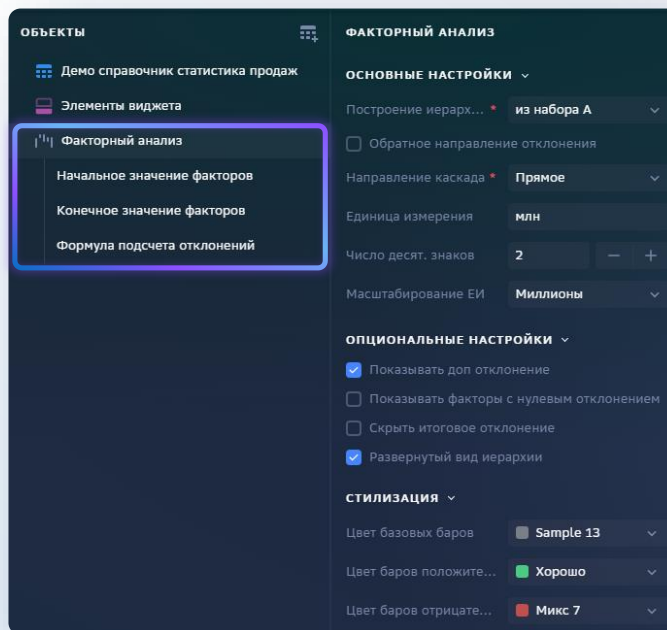 ОБЪЕКТЫ
Демо справочник статистика продаж
Элементы виджета
Факторный анализ
Начальное значение факторов
Конечное значение факторов
Формула подсчета отклонений
ФАКТОРНЫЙ АНАЛИЗ
ОСНОВНЫЕ НАСТРОЙКИ
Построение иерарх... * из набора А
Обратное направление отклонения
Направление каскада * Прямое
Единица измерения млн
Число десят. знаков 2 — +
Масштабирование ЕИ Миллионы
ОПЦИОНАЛЬНЫЕ НАСТРОЙКИ
Показывать доп отклонение
Показывать факторы с нулевым отклонением
Скрыть итоговое отклонение
Развернутый вид иерархии
СТИЛИЗАЦИЯ
Цвет базовых баров Sample 13
Цвет баров положите... Хорошо
Цвет баров отрицате... Микс 7